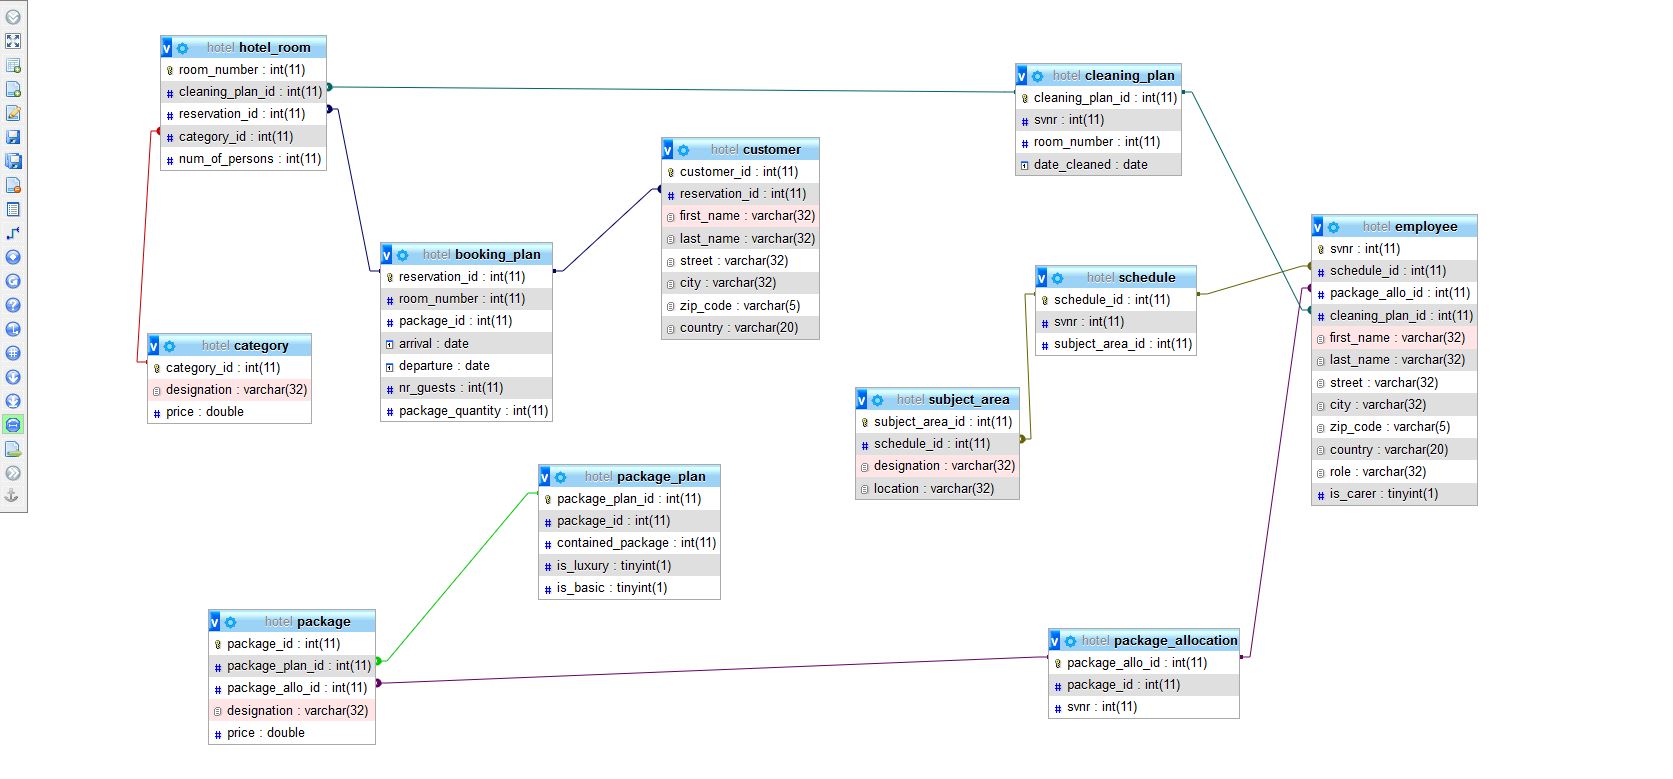 hotel hotel_room
room_number : int(11)
cleaning_plan_id : int(11)
reservation_id : int(11)
category_id : int(11)
num_of_persons : int(11)
hotel cleaning_plan
cleaning_plan_id : int(11)
svnr : int(11)
room_number : int(11)
date_cleaned : date
hotel customer
customer_id : int(11)
reservation_id : int(11)
first_name : varchar(32)
last_name : varchar(32)
street : varchar(32)
city : varchar(32)
zip_code : varchar(5)
country : varchar(20)
hotel employee
svnr : int(11)
schedule_id : int(11)
package_allo_id : int(11)
cleaning_plan_id : int(11)
first_name : varchar(32)
last_name : varchar(32)
street : varchar(32)
city : varchar(32)
zip_code : varchar(5)
country : varchar(20)
role : varchar(32)
is_carer : tinyint(1)
hotel booking_plan
reservation_id : int(11)
room_number : int(11)
package_id : int(11)
arrival : date
departure : date
nr_guests : int(11)
package_quantity : int(11)
hotel schedule
schedule_id : int(11)
svnr : int(11)
subject_area_id : int(11)
hotel category
category_id : int(11)
designation : varchar(32)
price : double
hotel subject_area
subject_area_id : int(11)
schedule_id : int(11)
designation : varchar(32)
location : varchar(32)
hotel package_plan
package_plan_id : int(11)
package_id : int(11)
contained_package : int(11)
is_luxury : tinyint(1)
is_basic : tinyint(1)
hotel package
package_id : int(11)
package_plan_id : int(11)
package_allo_id : int(11)
designation : varchar(32)
price : double
hotel package_allocation
package_allo_id : int(11)
package_id : int(11)
svnr : int(11)